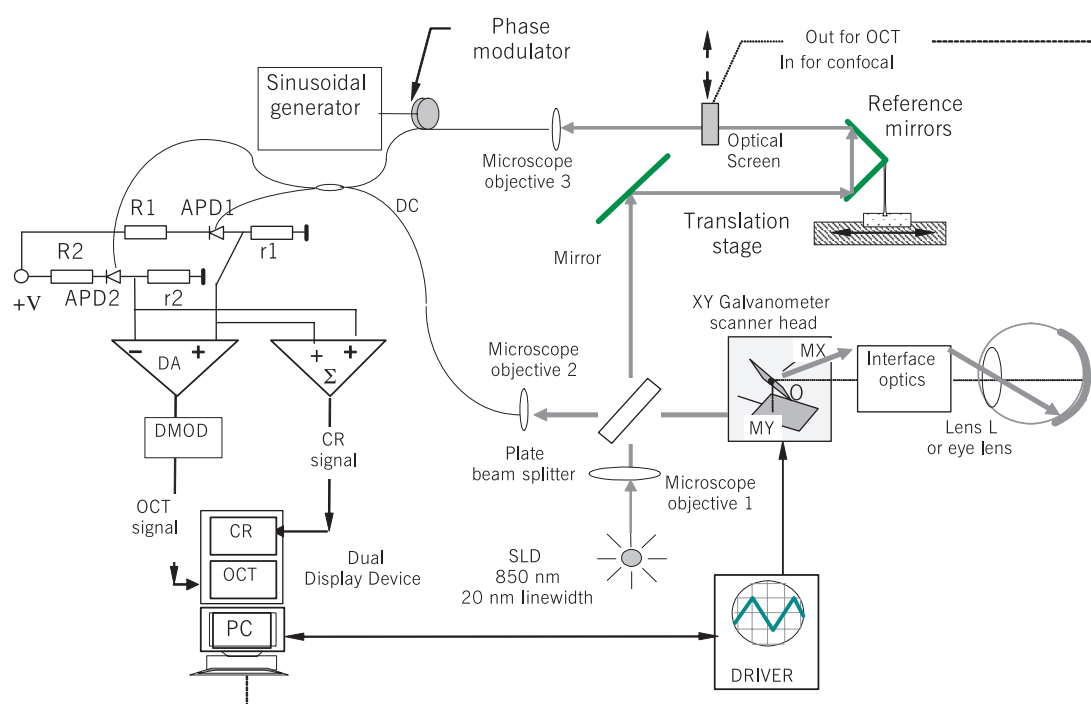 Phase
modulator
Out for OCT
In for confocal
Sinusoidal
generator
Reference
mirrors
Optical
Screen
Microscope
objective 3
DC
R1
APD1
r1
Translation
stage
Mirror
R2
+V
APD2
r2
XY Galvanometer
scanner head
MX
Interface
optics
O
MY
Lens L
or eye lens
- +
DA
+ +
Σ
Microscope
objective 2
Plate
beam splitter
Microscope
objective 1
DMOD
CR
signal
OCT
signal
CR
OCT
Dual
Display Device
SLD
850 nm
20 nm linewidth
PC
DRIVER